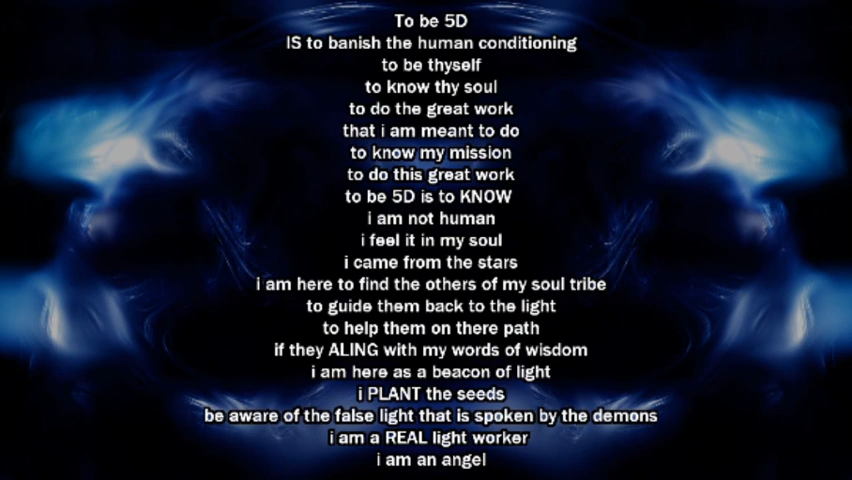 To be 5D
IS to banish the human conditioning
to be thyself
to know thy soul
to do the great work
that i am meant to do
to know my mission
to do this great work
to be 5D is to KNOW
i am not human
i feel it in my soul
i came from the stars
i am here to find the others of my soul tribe
to guide them back to the light
to help them on there path
if they ALING with my words of wisdom
i am here as a beacon of light
i PLANT the seeds
be aware of the false light that is spoken by the demons
i am a REAL light worker
i am an angel